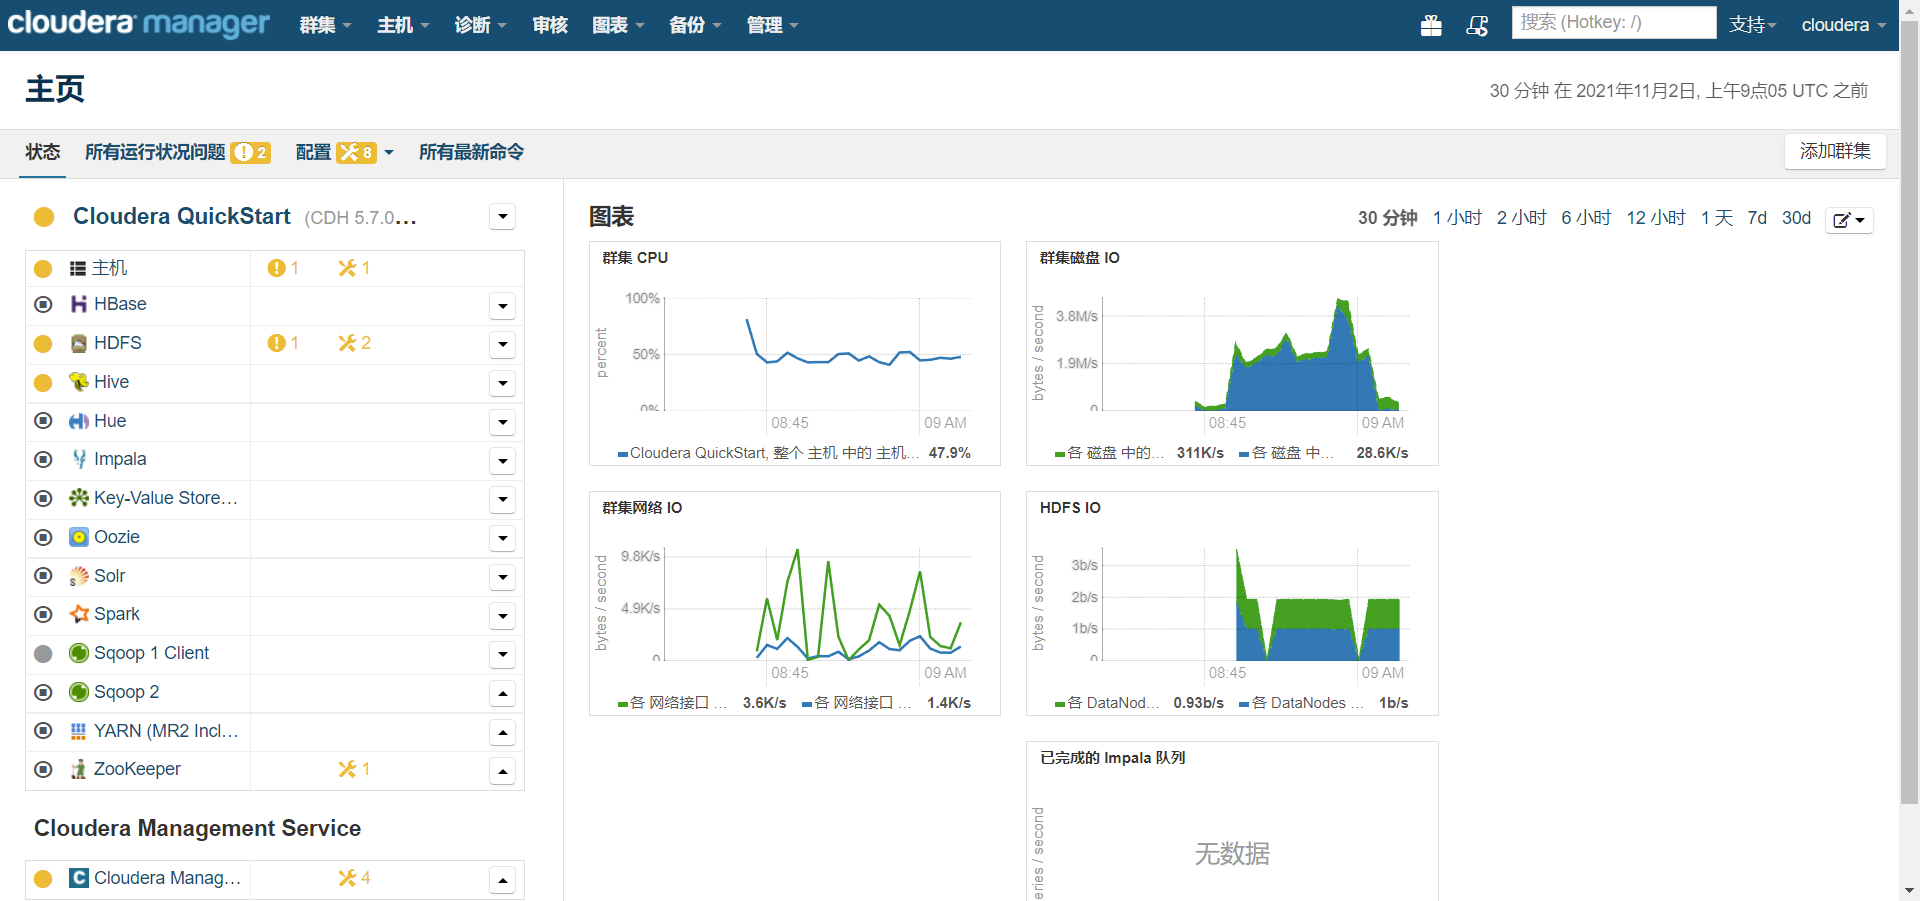 cloudera manager 群集 主机 诊断 审核 图表 备份 管理 搜索 (Hotkey: /) 支持 cloudera
主页
30 分钟 在 2021年11月2日, 上午9点05 UTC 之前
状态 所有运行状况问题 2 配置 8 所有最新命令 添加群集
Cloudera QuickStart (CDH 5.7.0...
主机 1 1
HBase
HDFS 1 2
Hive
Hue
Impala
Key-Value Store...
Oozie
Solr
Spark
Sqoop 1 Client
Sqoop 2
YARN (MR2 Incl...
ZooKeeper 1
Cloudera Management Service
C Cloudera Manag... 4
图表
30 分钟 1 小时 2 小时 6 小时 12 小时 1 天 7d 30d
群集 CPU
percent
100%
50%
0%
08:45 09 AM
Cloudera QuickStart, 整个 主机 中的 主机... 47.9%
群集磁盘 IO
bytes / second
3.8M/s
1.9M/s
0
08:45 09 AM
各 磁盘 中的... 311K/s 各 磁盘 中... 28.6K/s
群集网络 IO
bytes / second
9.8K/s
4.9K/s
0
08:45 09 AM
各 网络接口 ... 3.6K/s 各 网络接口 ... 1.4K/s
HDFS IO
bytes / second
3b/s
2b/s
1b/s
0
08:45 09 AM
各 DataNod... 0.93b/s 各 DataNodes ... 1b/s
已完成的 Impala 队列
eries / second
无数据